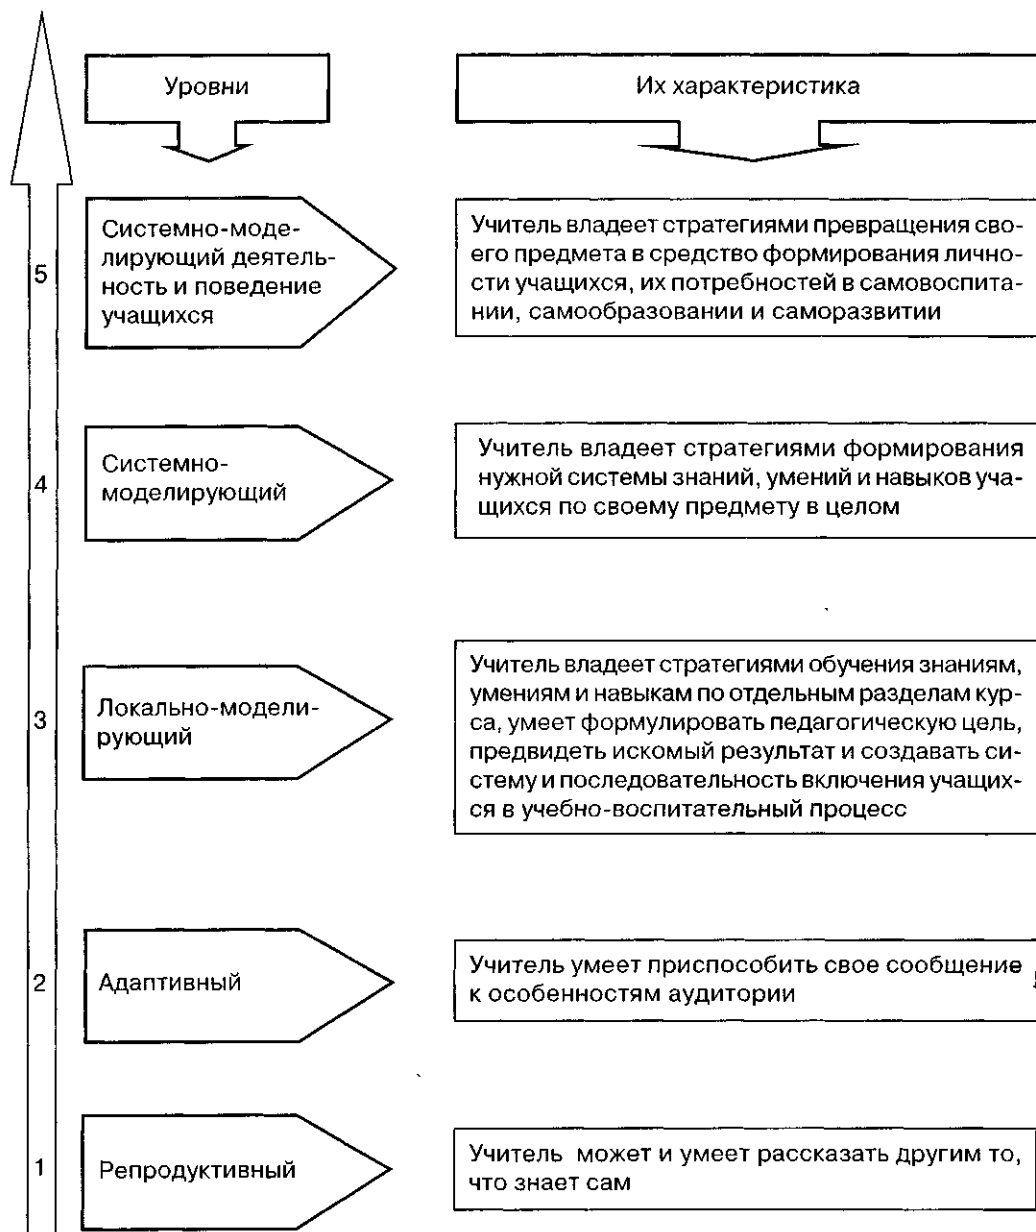 Уровни
Их характеристика
5
Системно-моде-
лирующий деятель-
ность и поведение
учащихся
Учитель владеет стратегиями превращения сво-
его предмета в средство формирования лично-
сти учащихся, их потребностей в самовоспита-
нии, самообразовании и саморазвитии
4
Системно-
моделирующий
Учитель владеет стратегиями формирования
нужной системы знаний, умений и навыков уча-
щихся по своему предмету в целом
3
Локально-модели-
рующий
Учитель владеет стратегиями обучения знаниям,
умениям и навыкам по отдельным разделам кур-
са, умеет формулировать педагогическую цель,
предвидеть искомый результат и создавать си-
стему и последовательность включения учащих-
ся в учебно-воспитательный процесс
2
Адаптивный
Учитель умеет приспособить свое сообщение
к особенностям аудитории
1
Репродуктивный
Учитель может и умеет рассказать другим то,
что знает сам